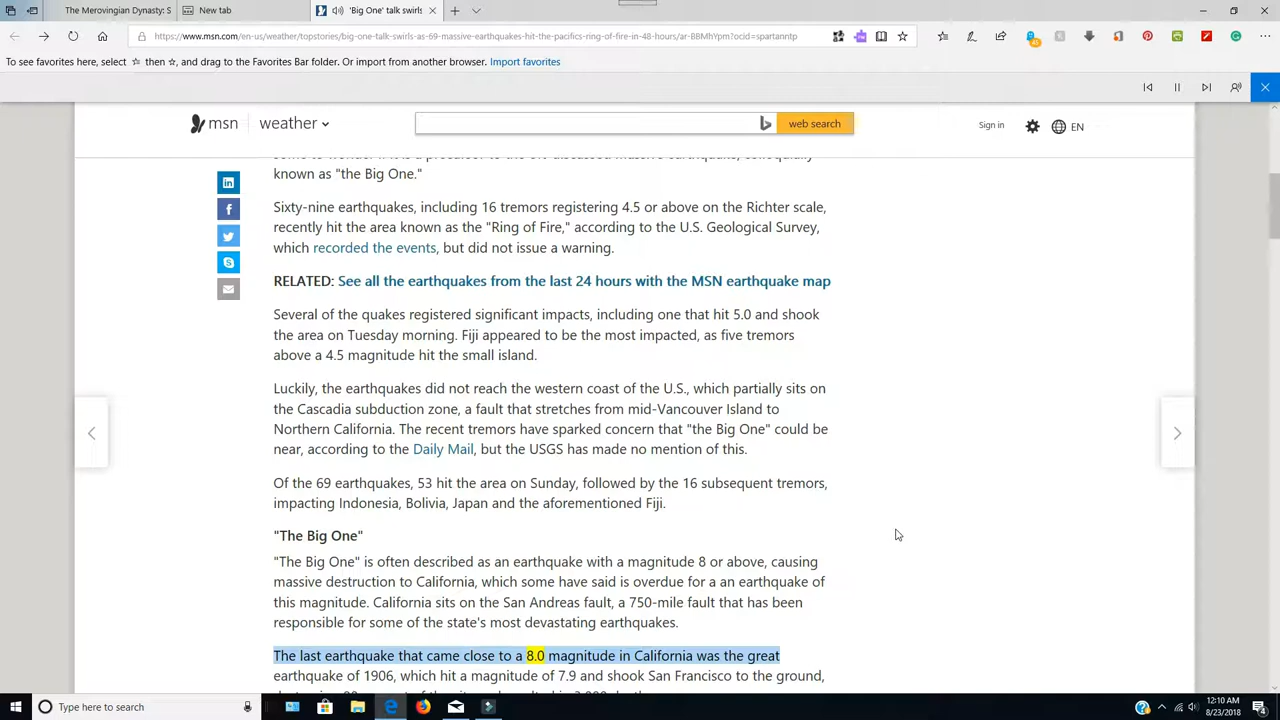 The Merovingian Dynasty: S
New tab
'Big One' talk swirls
https://www.msn.com/en-us/weather/topstories/big-one-talk-swirls-as-69-massive-earthquakes-hit-the-pacifics-ring-of-fire-in-48-hours/ar-BBMhYpm?ocid=spartanntp
To see favorites here, select ☆ then ☆, and drag to the Favorites Bar folder. Or import from another browser. Import favorites
msn weather
web search
Sign in
EN
known as "the Big One."
Sixty-nine earthquakes, including 16 tremors registering 4.5 or above on the Richter scale,
recently hit the area known as the "Ring of Fire," according to the U.S. Geological Survey,
which recorded the events, but did not issue a warning.
RELATED: See all the earthquakes from the last 24 hours with the MSN earthquake map
Several of the quakes registered significant impacts, including one that hit 5.0 and shook
the area on Tuesday morning. Fiji appeared to be the most impacted, as five tremors
above a 4.5 magnitude hit the small island.
Luckily, the earthquakes did not reach the western coast of the U.S., which partially sits on
the Cascadia subduction zone, a fault that stretches from mid-Vancouver Island to
Northern California. The recent tremors have sparked concern that "the Big One" could be
near, according to the Daily Mail, but the USGS has made no mention of this.
Of the 69 earthquakes, 53 hit the area on Sunday, followed by the 16 subsequent tremors,
impacting Indonesia, Bolivia, Japan and the aforementioned Fiji.
"The Big One"
"The Big One" is often described as an earthquake with a magnitude 8 or above, causing
massive destruction to California, which some have said is overdue for a an earthquake of
this magnitude. California sits on the San Andreas fault, a 750-mile fault that has been
responsible for some of the state's most devastating earthquakes.
The last earthquake that came close to a 8.0 magnitude in California was the great
earthquake of 1906, which hit a magnitude of 7.9 and shook San Francisco to the ground,
Type here to search
12:10 AM
8/23/2018